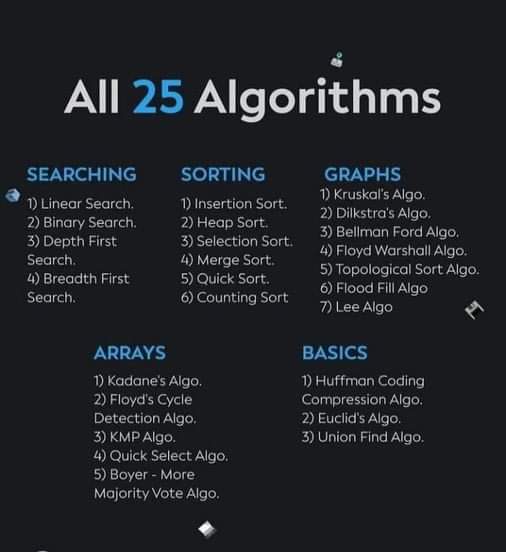 All 25 Algorithms
SEARCHING
1) Linear Search.
2) Binary Search.
3) Depth First
Search.
4) Breadth First
Search.
SORTING
1) Insertion Sort.
2) Heap Sort.
3) Selection Sort.
4) Merge Sort.
5) Quick Sort.
6) Counting Sort
GRAPHS
1) Kruskal's Algo.
2) Dilkstra's Algo.
3) Bellman Ford Algo.
4) Floyd Warshall Algo.
5) Topological Sort Algo.
6) Flood Fill Algo
7) Lee Algo
ARRAYS
1) Kadane's Algo.
2) Floyd's Cycle
Detection Algo.
3) KMP Algo.
4) Quick Select Algo.
5) Boyer - More
Majority Vote Algo.
BASICS
1) Huffman Coding
Compression Algo.
2) Euclid's Algo.
3) Union Find Algo.